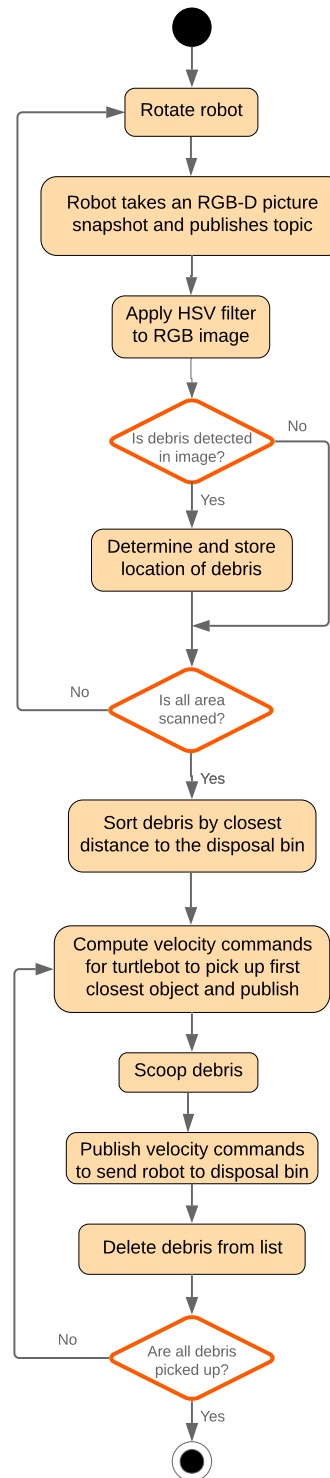 Rotate robot
Robot takes an RGB-D picture
snapshot and publishes topic
Apply HSV filter
to RGB image
Is debris detected
in image?
No
Yes
Determine and store
location of debris
Is all area
scanned?
No
Yes
Sort debris by closest
distance to the disposal bin
Compute velocity commands
for turtlebot to pick up first
closest object and publish
Scoop debris
Publish velocity commands
to send robot to disposal bin
Delete debris from list
Are all debris
picked up?
No
Yes